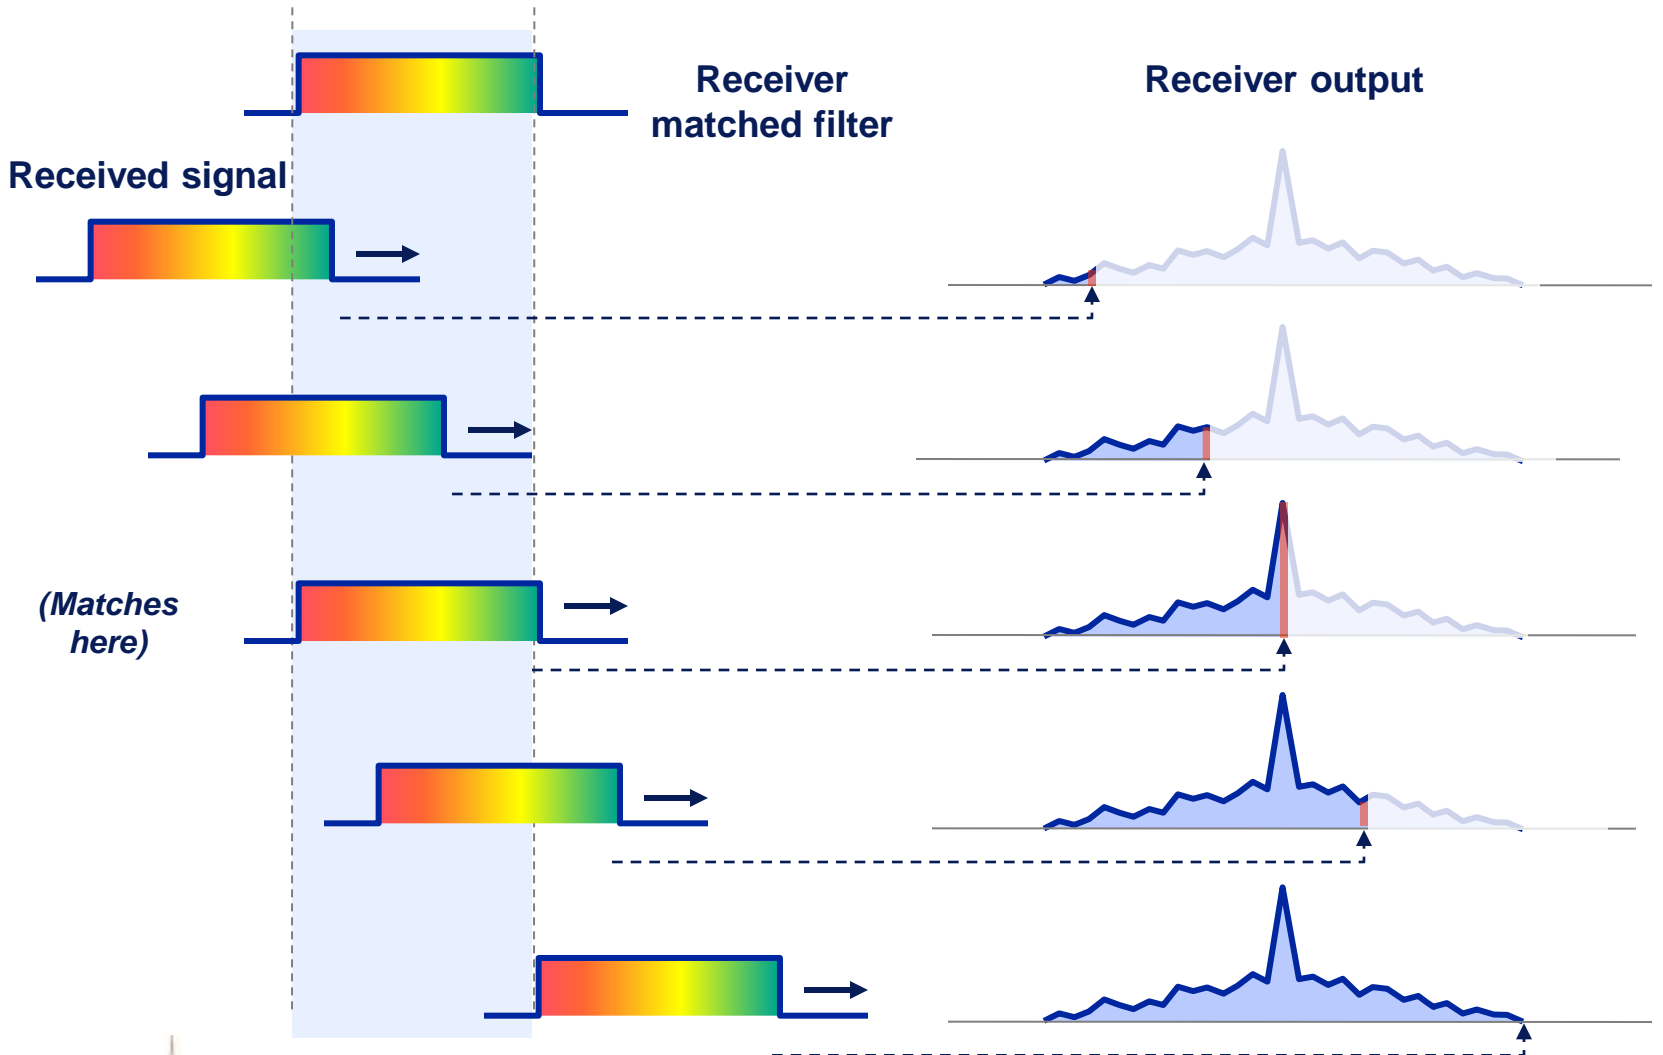 Receiver
matched filter
Receiver output
Received signal
(Matches
here)